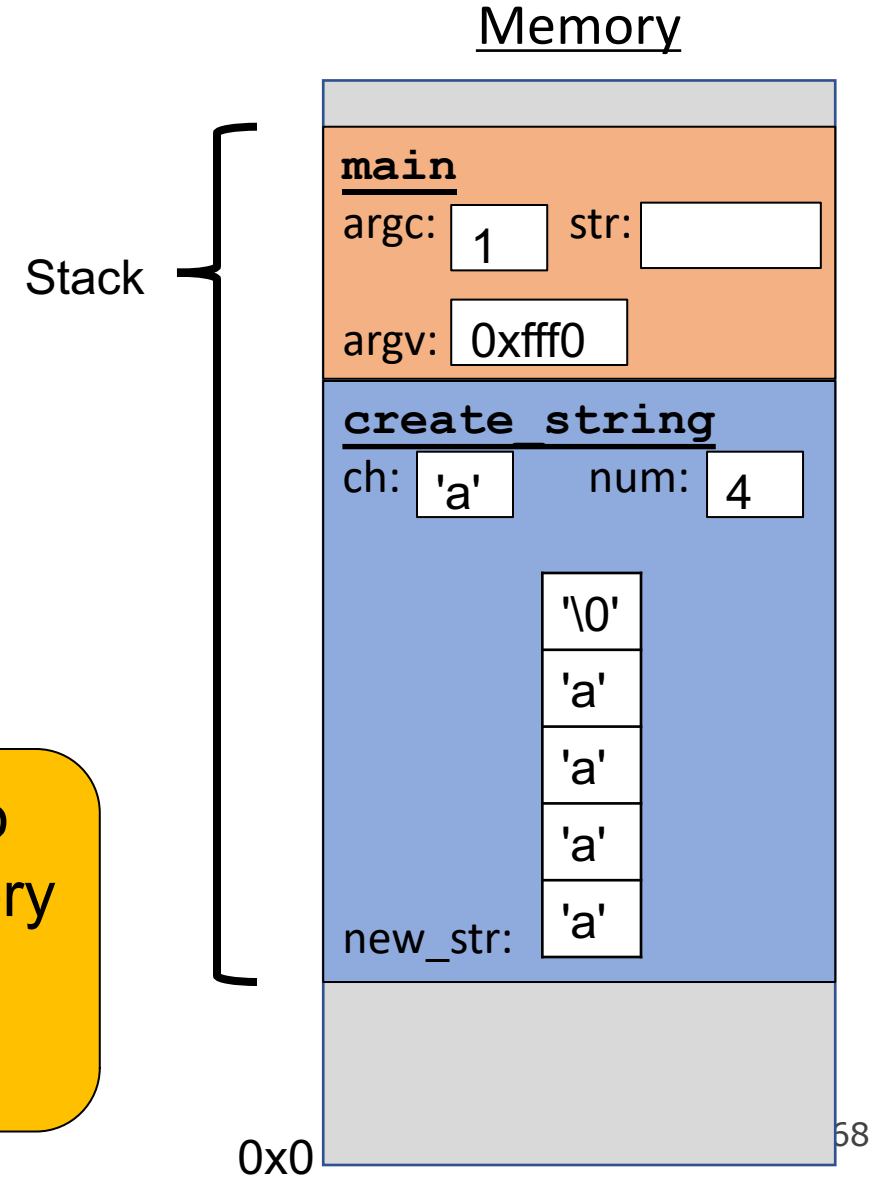 Memory
main
argc: 1 str:
Stack
argv: 0xfff0
create_string
ch: 'a' num: 4
'\0'
'a'
'a'
'a'
new_str: 'a'
0x0